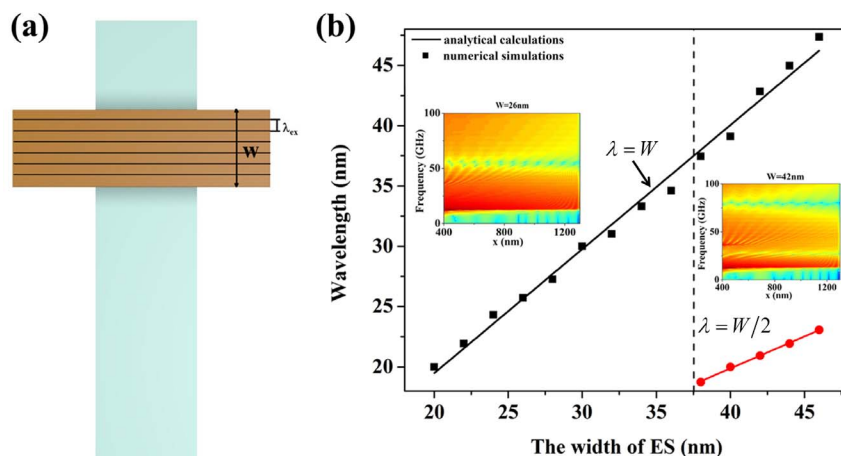 (a)
λex
W
(b)
analytical calculations
numerical simulations
Wavelength (nm)
45
40
35
30
25
20
20 25 30 35 40 45
The width of ES (nm)
W=26nm
Frequency (GHz)
100
50
0
400 800 1200
x (nm)
λ = W
W=42nm
Frequency (GHz)
100
50
0
400 800 1200
x (nm)
λ = W/2